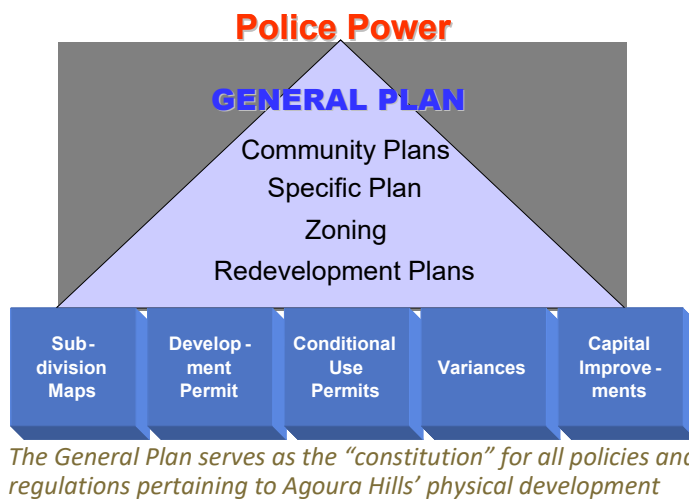 Police Power
GENERAL PLAN
Community Plans
Specific Plan
Zoning
Redevelopment Plans
Sub-
division
Maps
Develop -
ment
Permit
Conditional
Use
Permits
Variances
Capital
Improve -
ments
The General Plan serves as the “constitution” for all policies and
regulations pertaining to Agoura Hills’ physical development